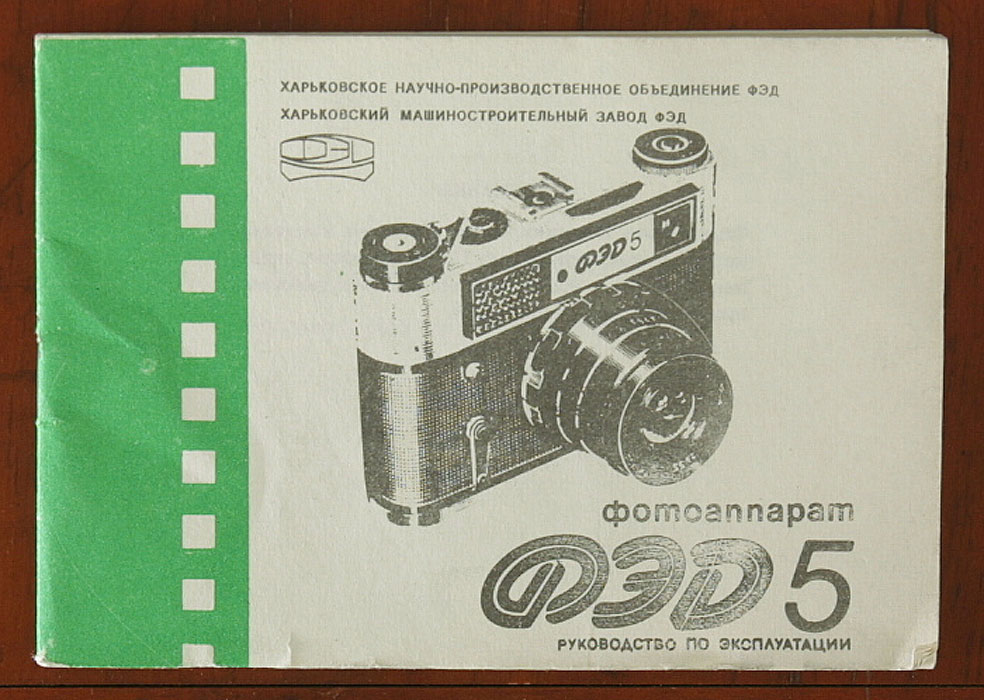 ХАРЬКОВСКОЕ НАУЧНО-ПРОИЗВОДСТВЕННОЕ ОБЪЕДИНЕНИЕ ФЭД
ХАРЬКОВСКИЙ МАШИНОСТРОИТЕЛЬНЫЙ ЗАВОД ФЭД
ФЭД 5
фотоаппарат
ФЭД 5
РУКОВОДСТВО ПО ЭКСПЛУАТАЦИИ